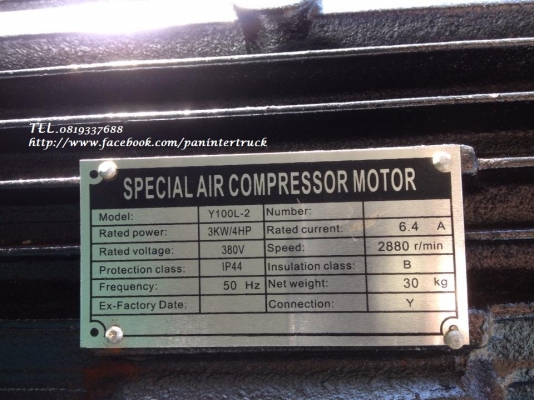 TEL.0819337688
http://www.facebook.com/panintertruck
SPECIAL AIR COMPRESSOR MOTOR
Model: Y100L-2 Number:
Rated power: 3KW/4HP Rated current: 6.4 A
Rated voltage: 380V Speed: 2880 r/min
Protection class: IP44 Insulation class: B
Frequency: 50 Hz Net weight: 30 kg
Ex-Factory Date: Connection: Y